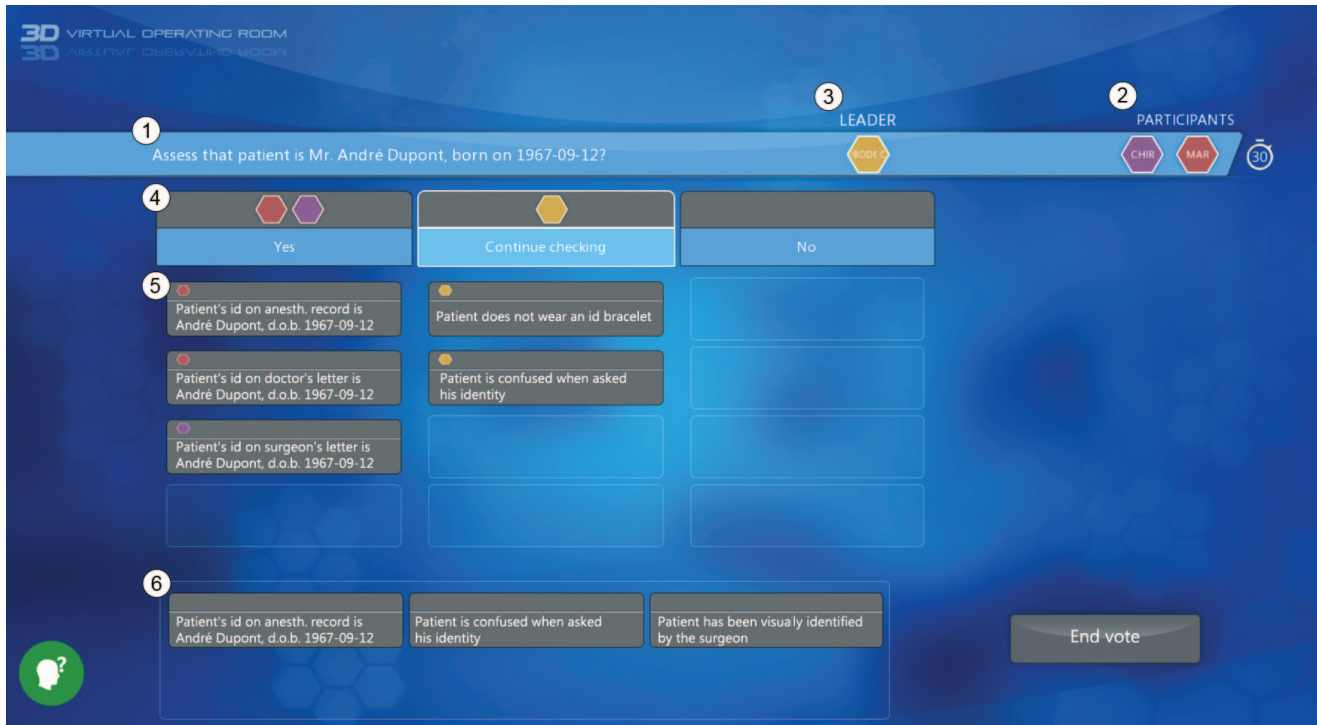 3D VIRTUAL OPERATING ROOM
3
2
LEADER
PARTICIPANTS
1
Assess that patient is Mr. André Dupont, born on 1967-09-12?
BODE C
CHIR
MAR
30
4
Yes
Continue checking
No
5
Patient's id on anesth. record is
André Dupont, d.o.b. 1967-09-12
Patient does not wear an id bracelet
Patient's id on doctor's letter is
André Dupont, d.o.b. 1967-09-12
Patient is confused when asked
his identity
Patient's id on surgeon's letter is
André Dupont, d.o.b. 1967-09-12
6
Patient's id on anesth. record is
André Dupont, d.o.b. 1967-09-12
Patient is confused when asked
his identity
Patient has been visualy identified
by the surgeon
End vote
?